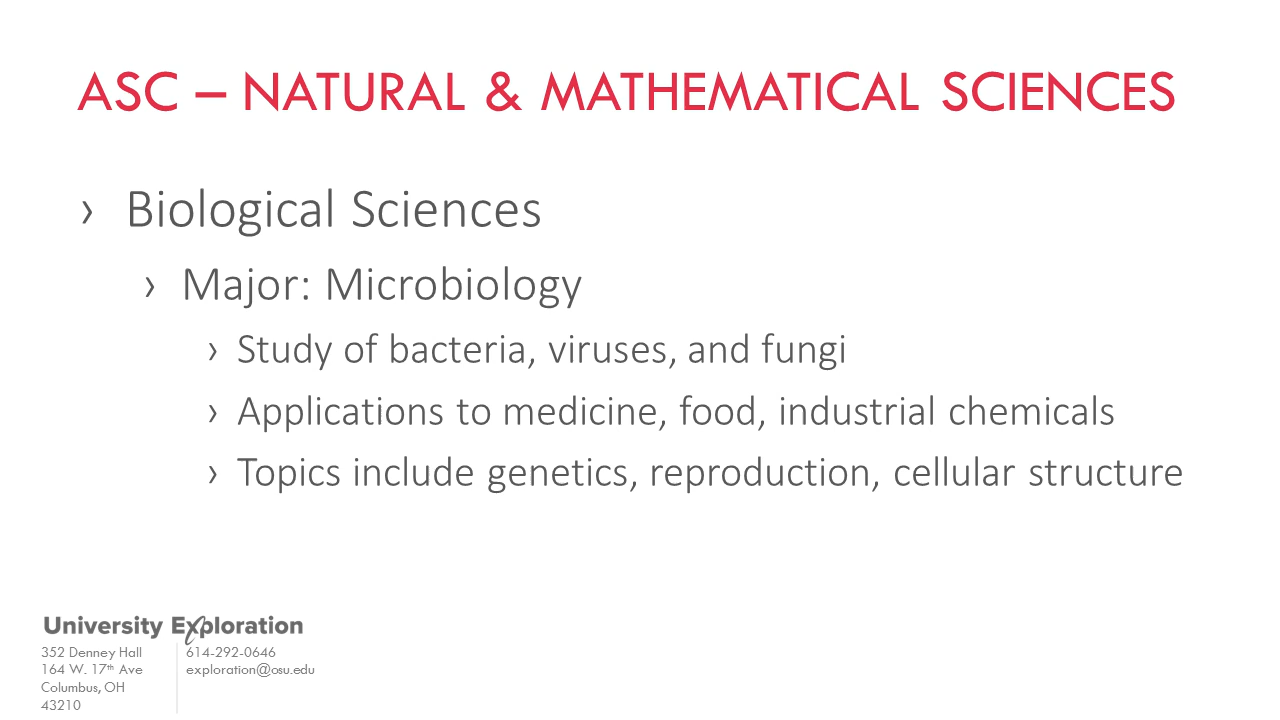 ASC – NATURAL & MATHEMATICAL SCIENCES
› Biological Sciences
› Major: Microbiology
› Study of bacteria, viruses, and fungi
› Applications to medicine, food, industrial chemicals
› Topics include genetics, reproduction, cellular structure
University Exploration
352 Denney Hall
164 W. 17th Ave
Columbus, OH
43210
614-292-0646
exploration@osu.edu